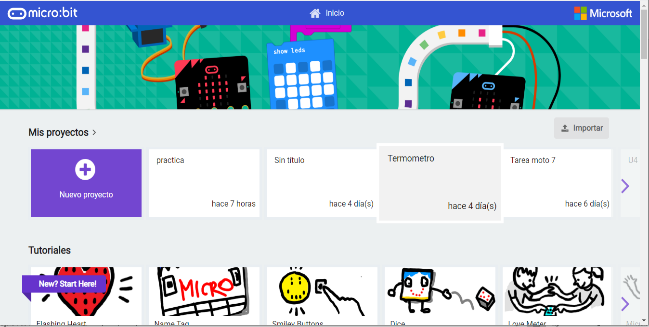 micro:bit
Inicio
Microsoft
show leds
Mis proyectos >
Importar
Nuevo proyecto
practica
hace 7 horas
Sin título
hace 4 día(s)
Termometro
hace 4 día(s)
Tarea moto 7
hace 6 día(s)
U4
Tutoriales
New? Start Here!
MICRO
Flashing Heart
Name Tag
Smiley Buttons
Dice
Love Meter